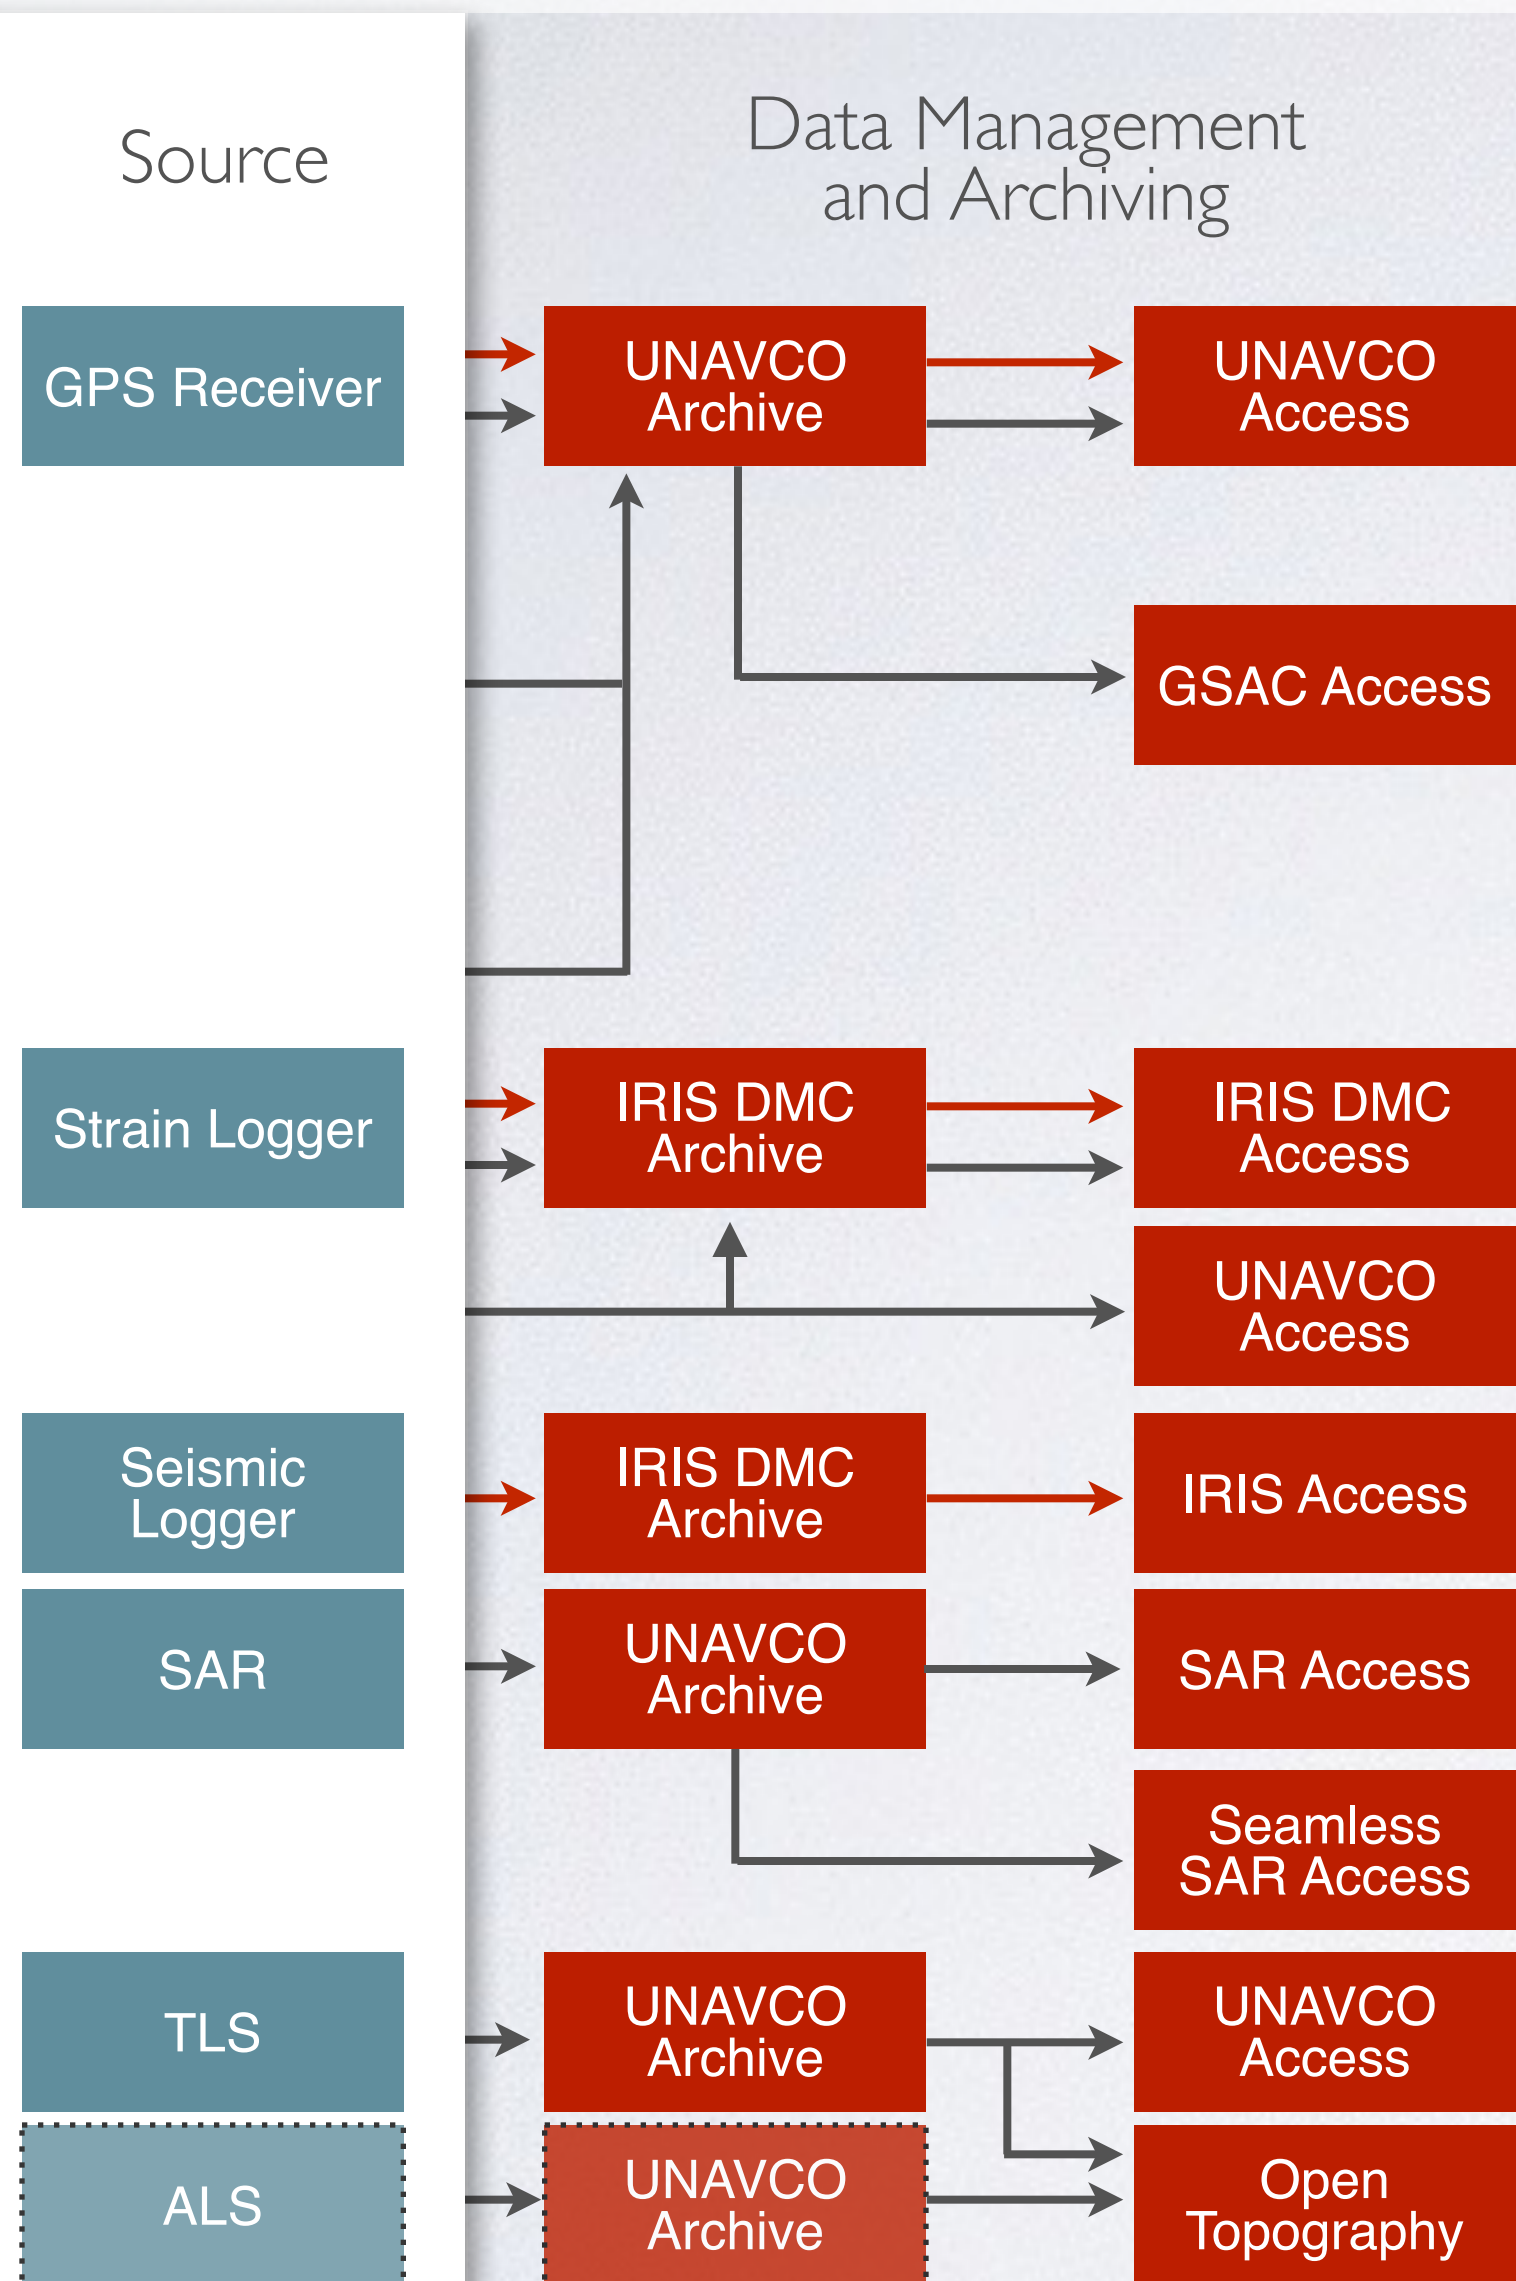 Source
Data Management
and Archiving
GPS Receiver
UNAVCO
Archive
UNAVCO
Access
GSAC Access
Strain Logger
IRIS DMC
Archive
IRIS DMC
Access
UNAVCO
Access
Seismic
Logger
IRIS DMC
Archive
IRIS Access
SAR
UNAVCO
Archive
SAR Access
Seamless
SAR Access
TLS
UNAVCO
Archive
UNAVCO
Access
ALS
UNAVCO
Archive
Open
Topography